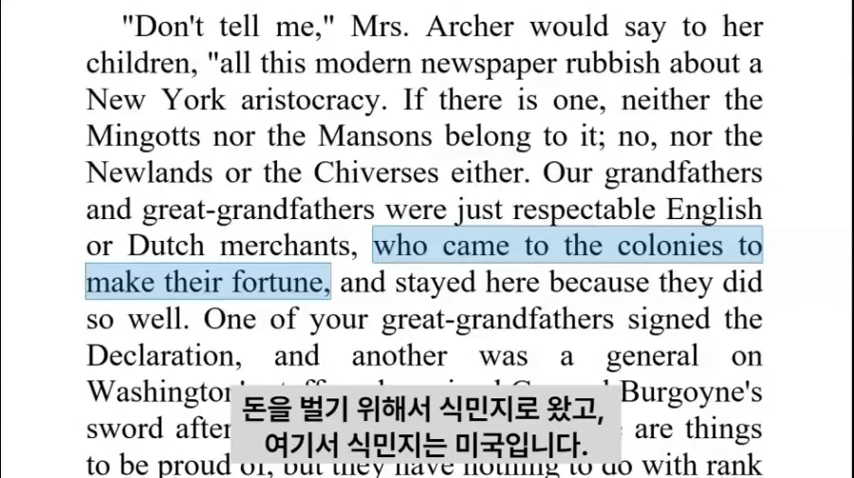 "Don't tell me," Mrs. Archer would say to her
children, "all this modern newspaper rubbish about a
New York aristocracy. If there is one, neither the
Mingotts nor the Mansons belong to it; no, nor the
Newlands or the Chiverses either. Our grandfathers
and great-grandfathers were just respectable English
or Dutch merchants, who came to the colonies to
make their fortune, and stayed here because they did
so well. One of your great-grandfathers signed the
Declaration, and another was a general on
Washington's Burgoyne's
돈을 벌기 위해서 식민지로 왔고,
sword after are things
여기서 식민지는 미국입니다.
to be proud of, but they have nothing to do with rank